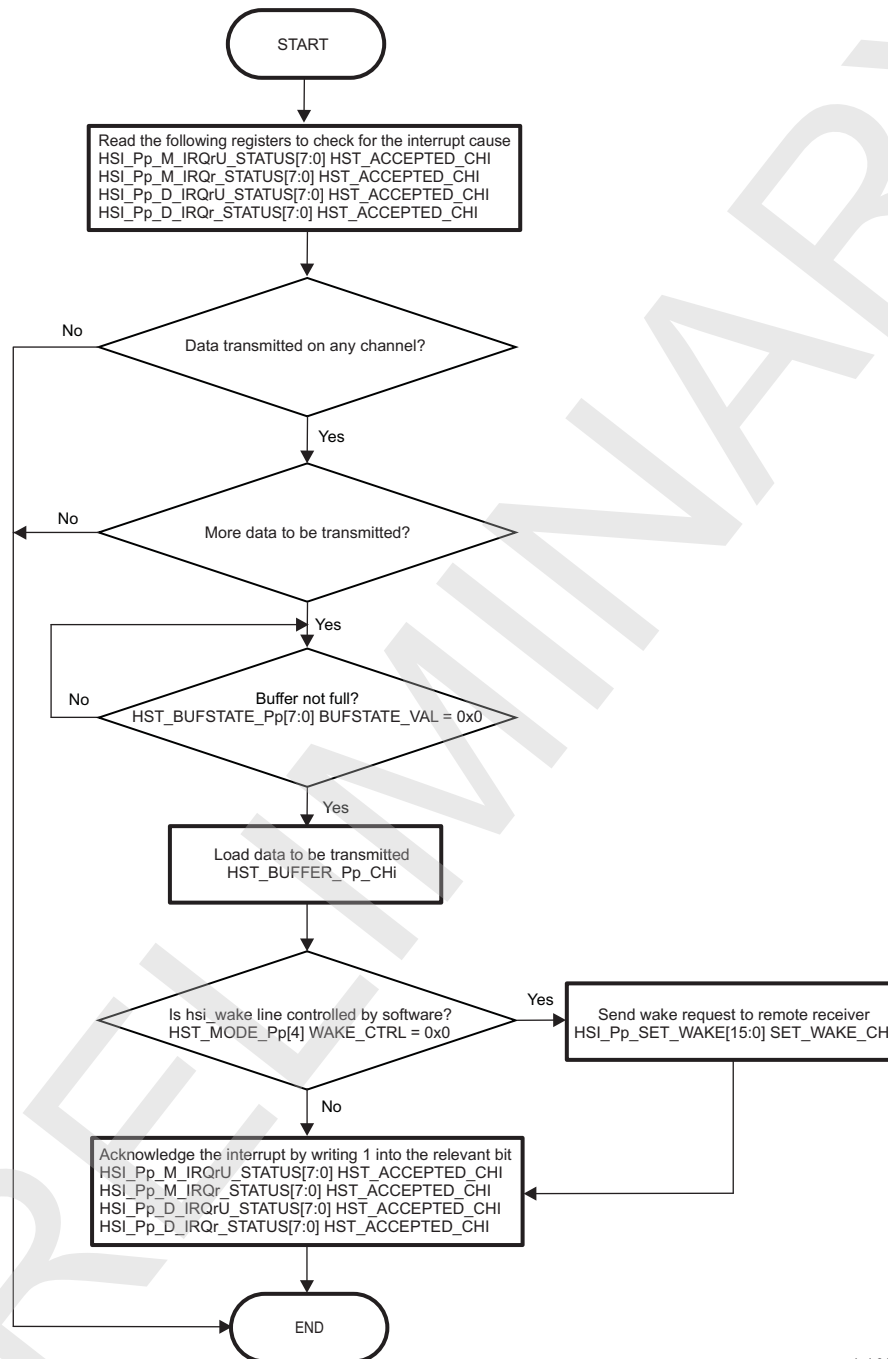 START
Read the following registers to check for the interrupt cause
HSI_Pp_M_IRQrU_STATUS[7:0] HST_ACCEPTED_CHI
HSI_Pp_M_IRQr_STATUS[7:0] HST_ACCEPTED_CHI
HSI_Pp_D_IRQrU_STATUS[7:0] HST_ACCEPTED_CHI
HSI_Pp_D_IRQr_STATUS[7:0] HST_ACCEPTED_CHI
No
Data transmitted on any channel?
Yes
No
More data to be transmitted?
Yes
No
Buffer not full?
HST_BUFSTATE_Pp[7:0] BUFSTATE_VAL = 0x0
Yes
Load data to be transmitted
HST_BUFFER_Pp_CHi
Is hsi_wake line controlled by software?
HST_MODE_Pp[4] WAKE_CTRL = 0x0
Yes
Send wake request to remote receiver
HSI_Pp_SET_WAKE[15:0] SET_WAKE_CH
No
Acknowledge the interrupt by writing 1 into the relevant bit
HSI_Pp_M_IRQrU_STATUS[7:0] HST_ACCEPTED_CHI
HSI_Pp_M_IRQr_STATUS[7:0] HST_ACCEPTED_CHI
HSI_Pp_D_IRQrU_STATUS[7:0] HST_ACCEPTED_CHI
HSI_Pp_D_IRQr_STATUS[7:0] HST_ACCEPTED_CHI
END